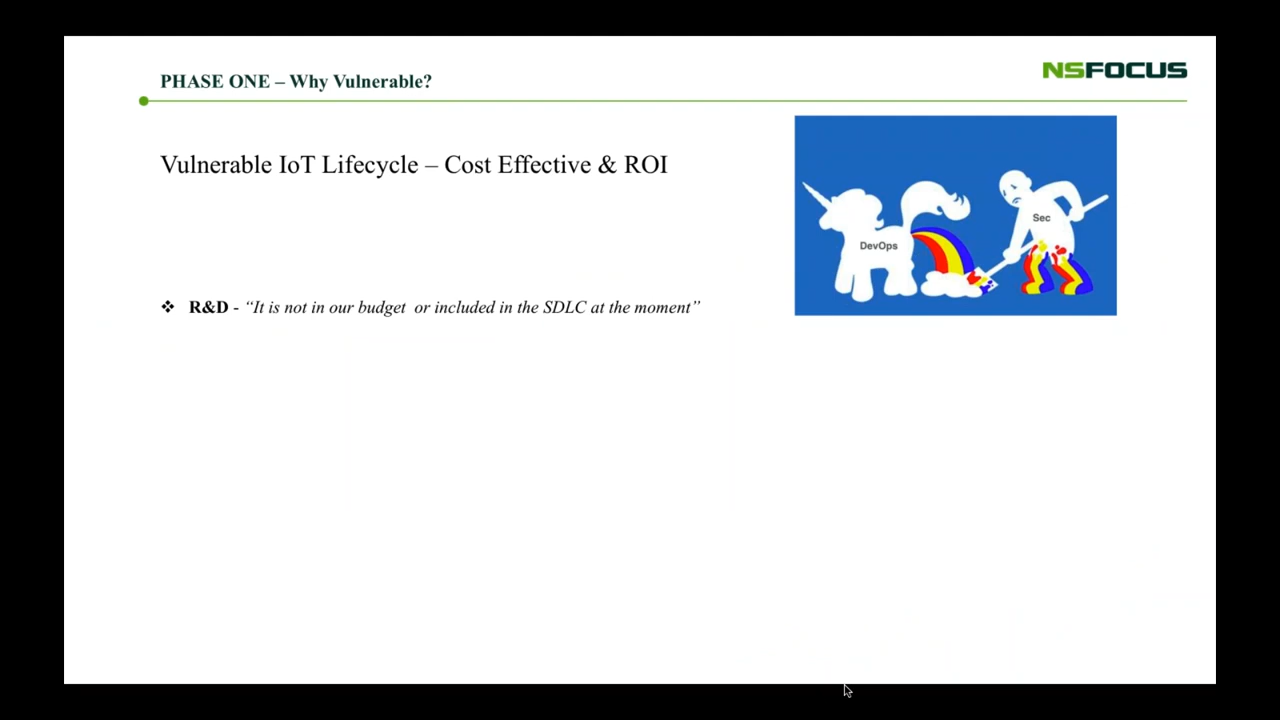 PHASE ONE – Why Vulnerable?
NSFOCUS
Vulnerable IoT Lifecycle – Cost Effective & ROI
DevOps
Sec
❖ R&D - “It is not in our budget  or included in the SDLC at the moment”